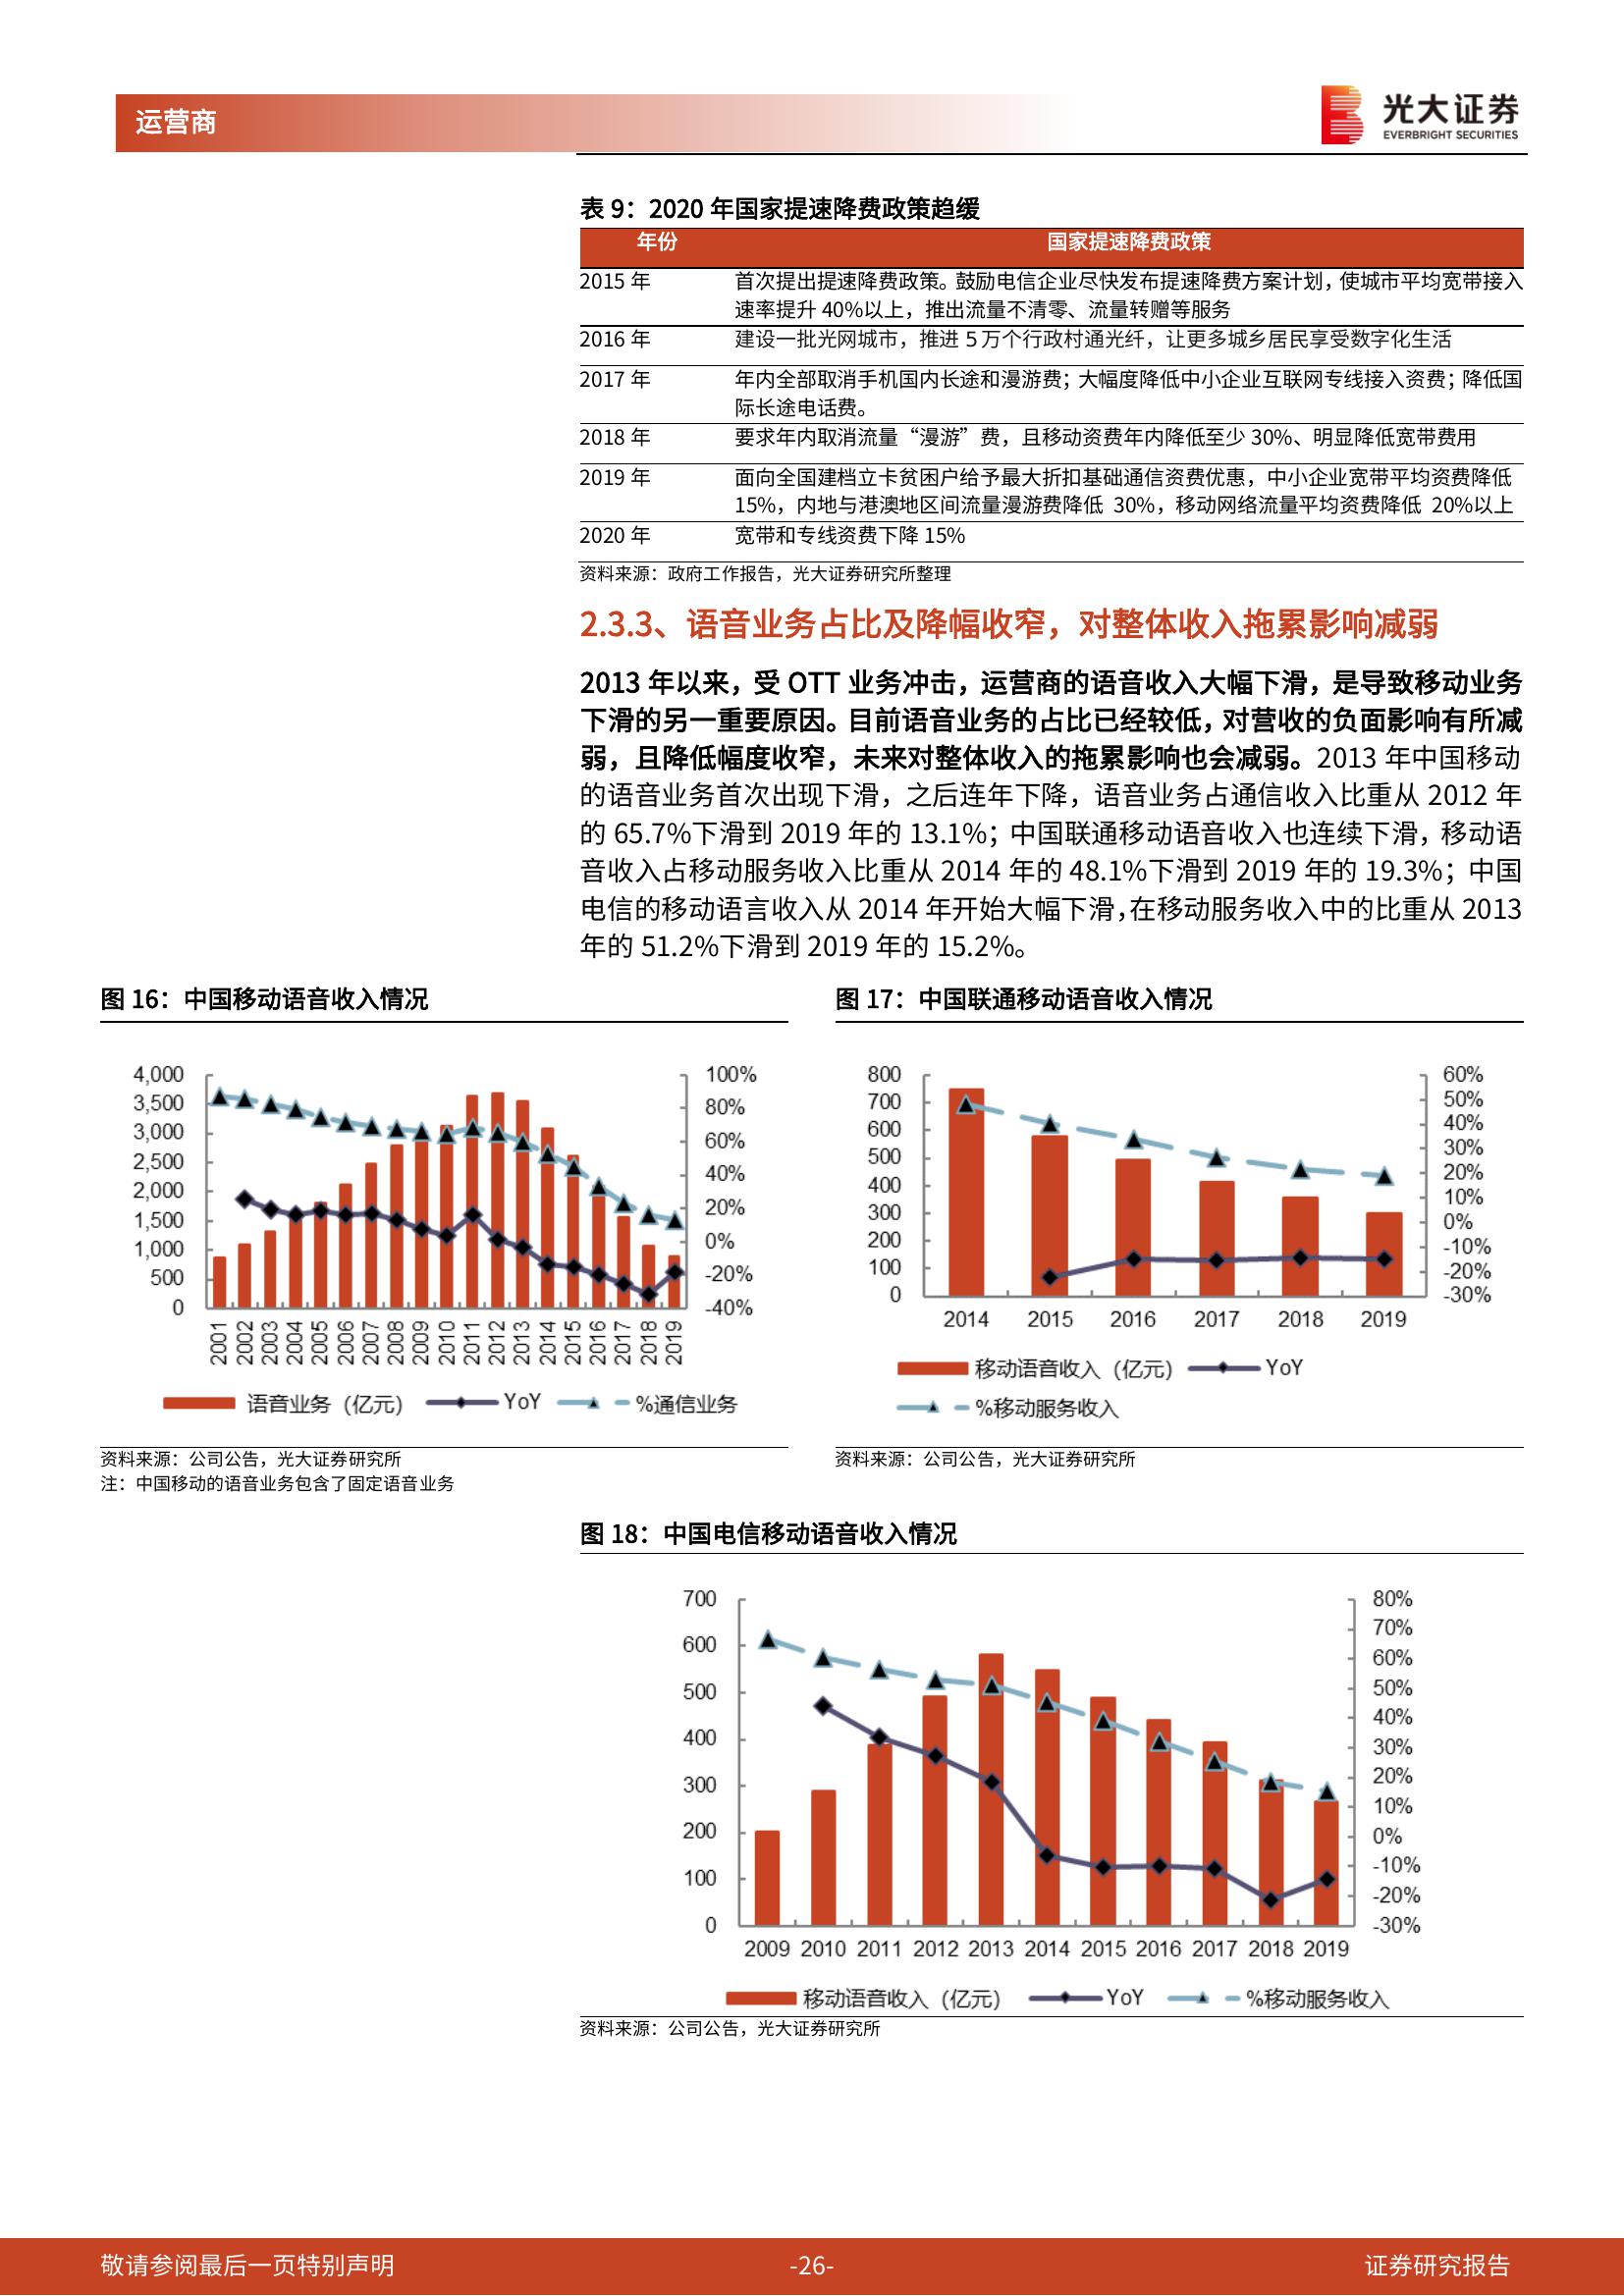 运营商
光大证券
EVERBRIGHT SECURITIES
表 9：2020 年国家提速降费政策趋缓
年份 国家提速降费政策
2015 年 首次提出提速降费政策。鼓励电信企业尽快发布提速降费方案计划，使城市平均宽带接入
速率提升 40%以上，推出流量不清零、流量转赠等服务
2016 年 建设一批光网城市，推进 5 万个行政村通光纤，让更多城乡居民享受数字化生活
2017 年 年内全部取消手机国内长途和漫游费；大幅度降低中小企业互联网专线接入资费；降低国
际长途电话费。
2018 年 要求年内取消流量“漫游”费，且移动资费年内降低至少 30%、明显降低宽带费用
2019 年 面向全国建档立卡贫困户给予最大折扣基础通信资费优惠，中小企业宽带平均资费降低
15%，内地与港澳地区间流量漫游费降低 30%，移动网络流量平均资费降低 20%以上
2020 年 宽带和专线资费下降 15%
资料来源：政府工作报告，光大证券研究所整理
2.3.3、语音业务占比及降幅收窄，对整体收入拖累影响减弱
2013 年以来，受 OTT 业务冲击，运营商的语音收入大幅下滑，是导致移动业务
下滑的另一重要原因。目前语音业务的占比已经较低，对营收的负面影响有所减
弱，且降低幅度收窄，未来对整体收入的拖累影响也会减弱。2013 年中国移动
的语音业务首次出现下滑，之后连年下降，语音业务占通信收入比重从 2012 年
的 65.7%下滑到 2019 年的 13.1%；中国联通移动语音收入也连续下滑，移动语
音收入占移动服务收入比重从 2014 年的 48.1%下滑到 2019 年的 19.3%；中国
电信的移动语言收入从 2014 年开始大幅下滑，在移动服务收入中的比重从 2013
年的 51.2%下滑到 2019 年的 15.2%。
图 16：中国移动语音收入情况
4,000
3,500
3,000
2,500
2,000
1,500
1,000
500
0
100%
80%
60%
40%
20%
0%
-20%
-40%
2001 2002 2003 2004 2005 2006 2007 2008 2009 2010 2011 2012 2013 2014 2015 2016 2017 2018 2019
语音业务（亿元） YoY %通信业务
资料来源：公司公告，光大证券研究所
注：中国移动的语音业务包含了固定语音业务
图 17：中国联通移动语音收入情况
800
700
600
500
400
300
200
100
0
60%
50%
40%
30%
20%
10%
0%
-10%
-20%
-30%
2014 2015 2016 2017 2018 2019
移动语音收入（亿元） YoY
%移动服务收入
资料来源：公司公告，光大证券研究所
图 18：中国电信移动语音收入情况
700
600
500
400
300
200
100
0
80%
70%
60%
50%
40%
30%
20%
10%
0%
-10%
-20%
-30%
2009 2010 2011 2012 2013 2014 2015 2016 2017 2018 2019
移动语音收入（亿元） YoY %移动服务收入
资料来源：公司公告，光大证券研究所
敬请参阅最后一页特别声明 -26- 证券研究报告